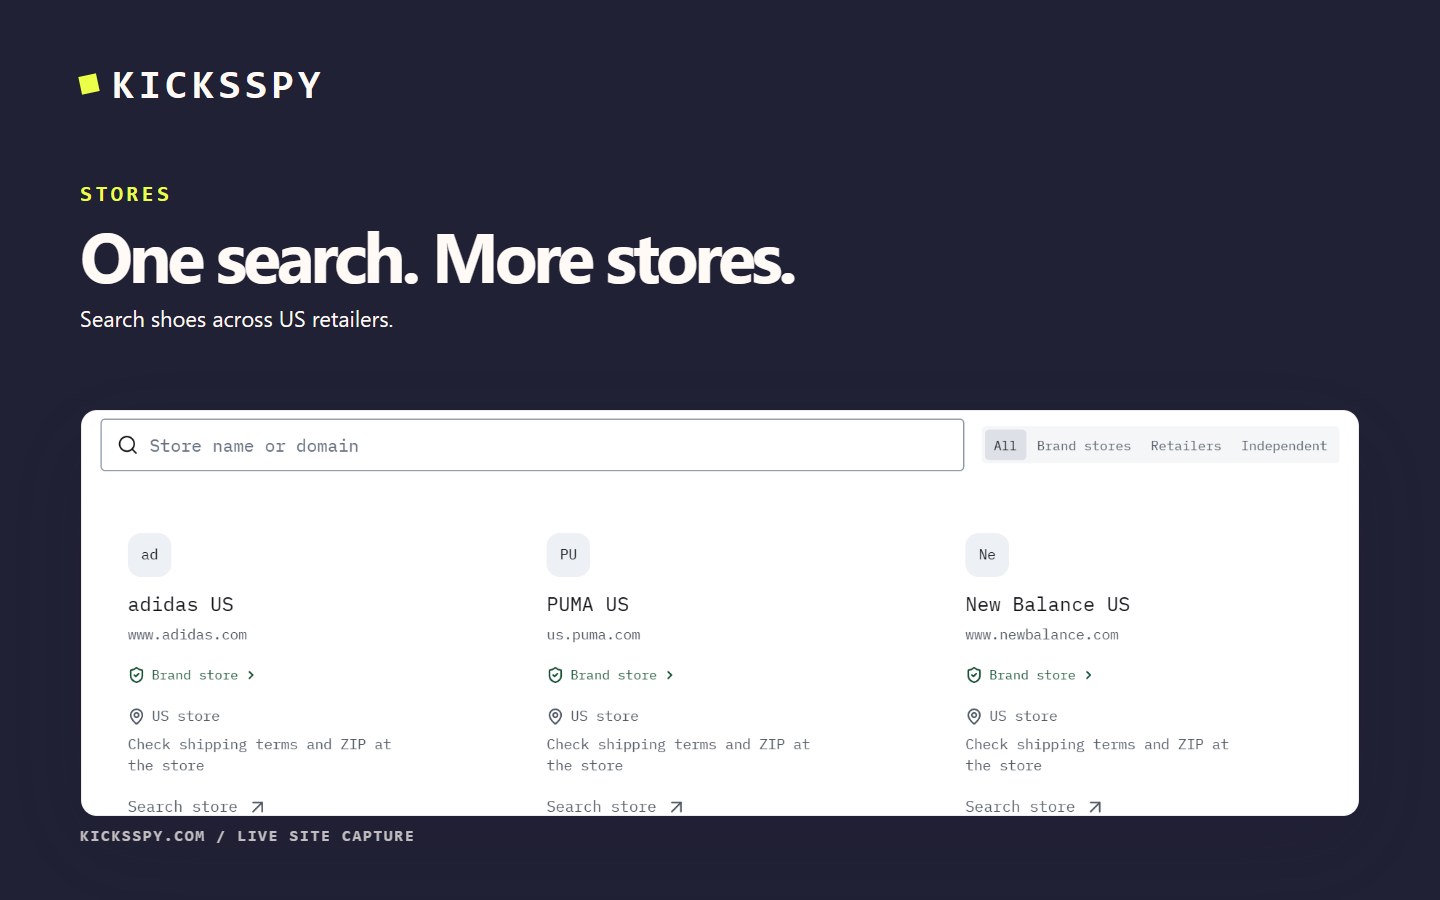 KICKSSPY
STORES
One search. More stores.
Search shoes across US retailers.
Store name or domain
All Brand stores Retailers Independent
ad
adidas US
www.adidas.com
Brand store
US store
Check shipping terms and ZIP at
the store
Search store
PU
PUMA US
us.puma.com
Brand store
US store
Check shipping terms and ZIP at
the store
Search store
Ne
New Balance US
www.newbalance.com
Brand store
US store
Check shipping terms and ZIP at
the store
Search store
KICKSSPY.COM / LIVE SITE CAPTURE